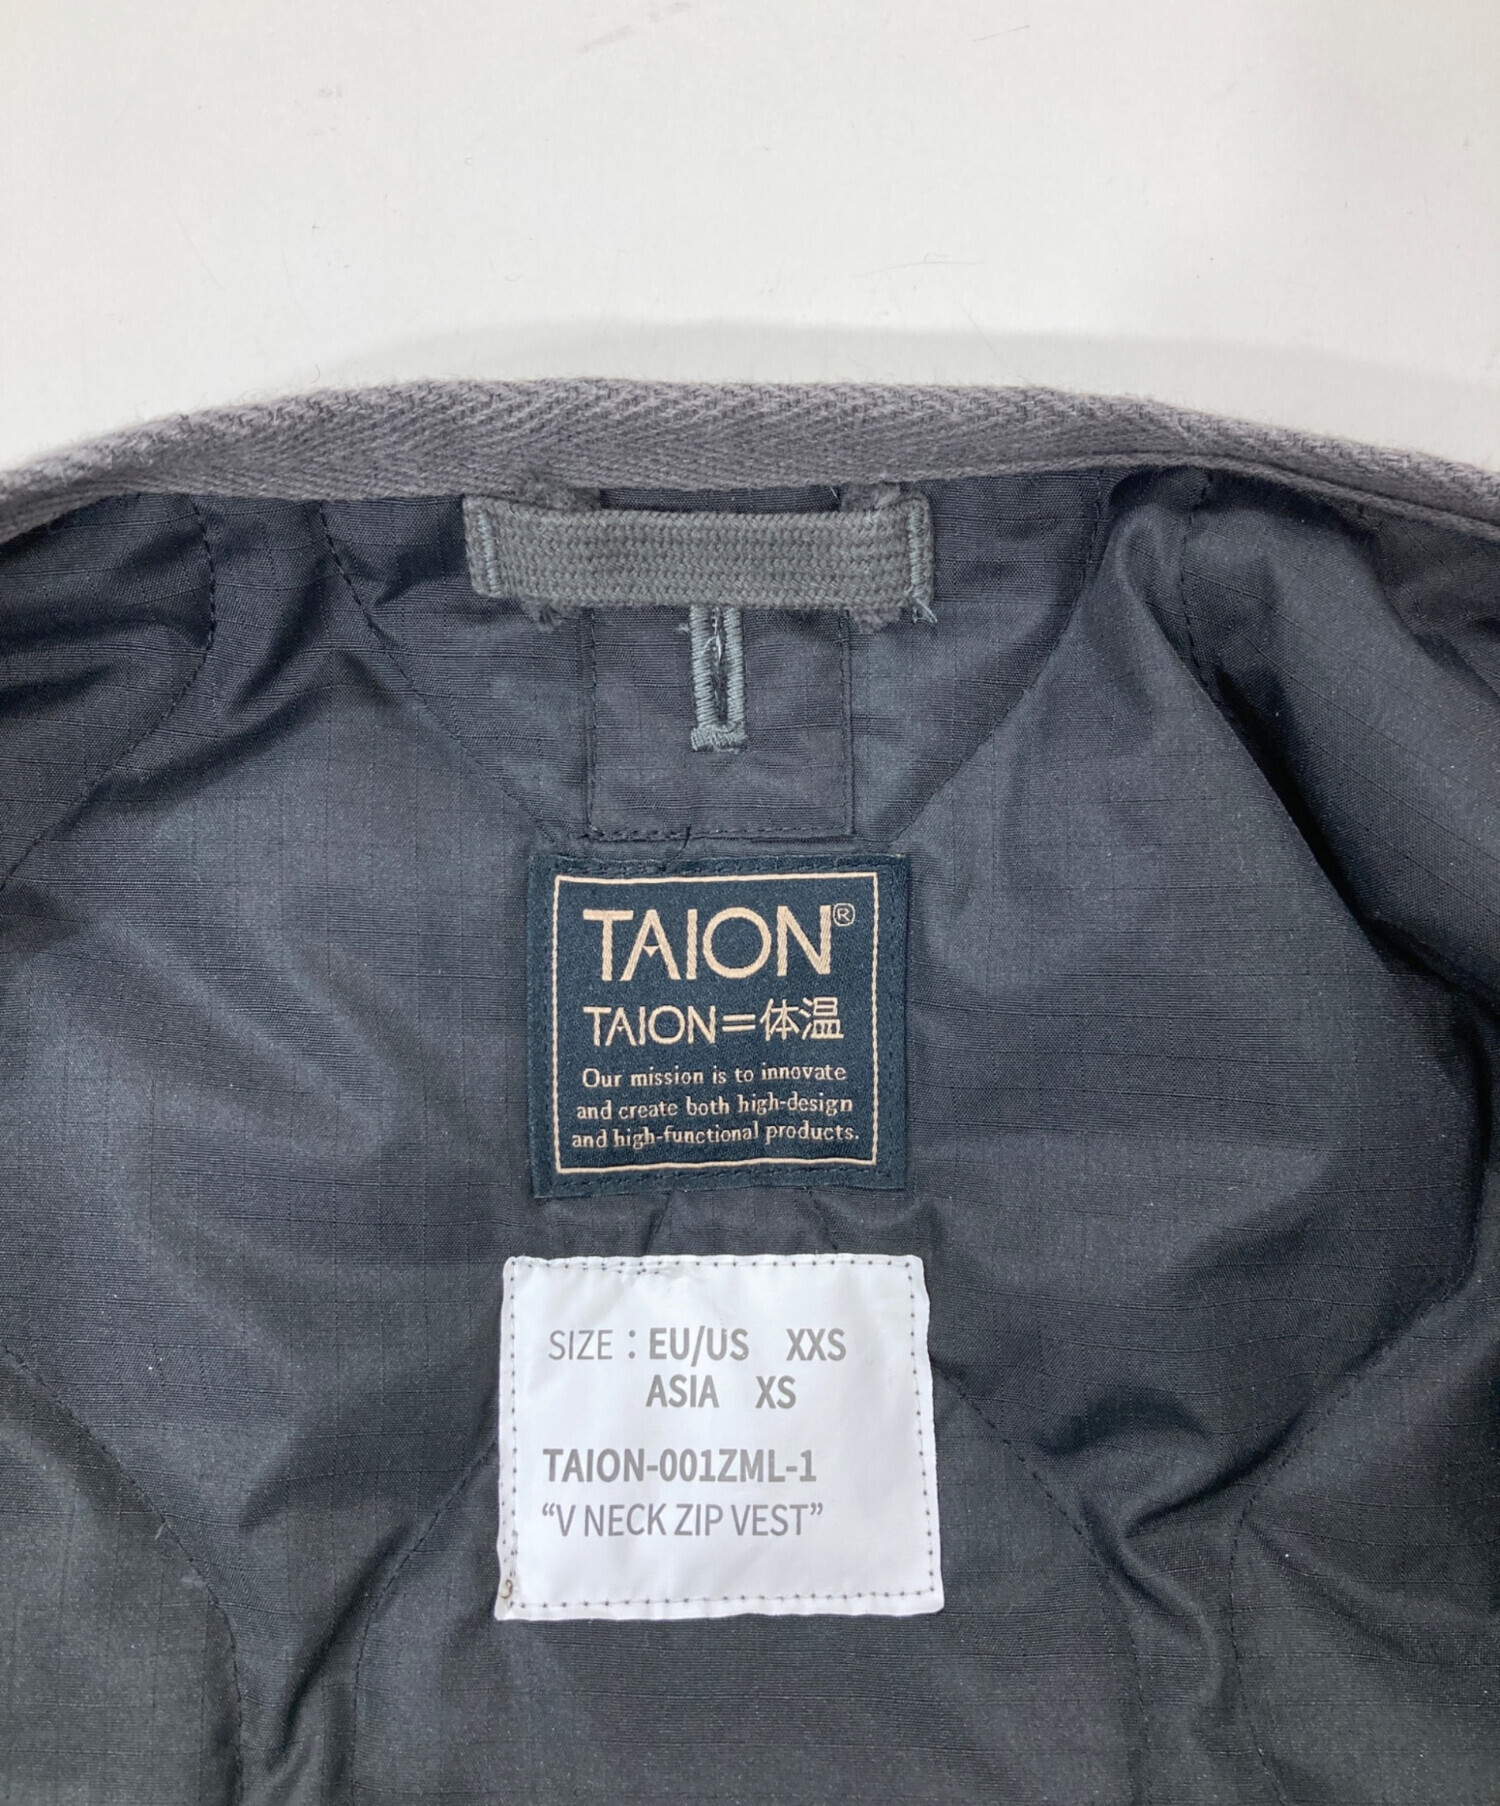 TAION®
TAION=体温
Our mission is to innovate
and create both high-design
and high-functional products.
SIZE : EU/US XXS
ASIA XS
TAION-001ZML-1
“V NECK ZIP VEST”